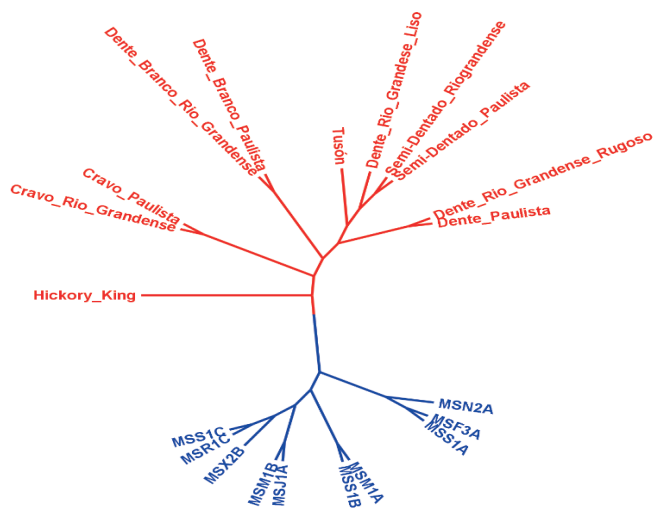 Dente_Branco_Rio_Grandense
Dente_Branco_Paulista
Tusón
Dente_Rio_Grandese_Liso
Semi-Dentado_Riograndense
Semi-Dentado_Paulista
Dente_Rio_Grandense_Rugoso
Dente_Paulista
Cravo_Paulista
Cravo_Rio_Grandense
Hickory_King
MSN2A
MSF3A
MSS1A
MSS1C
MSR1C
MSX2B
MSM1B
MSJ1A
MSM1A
MSS1B